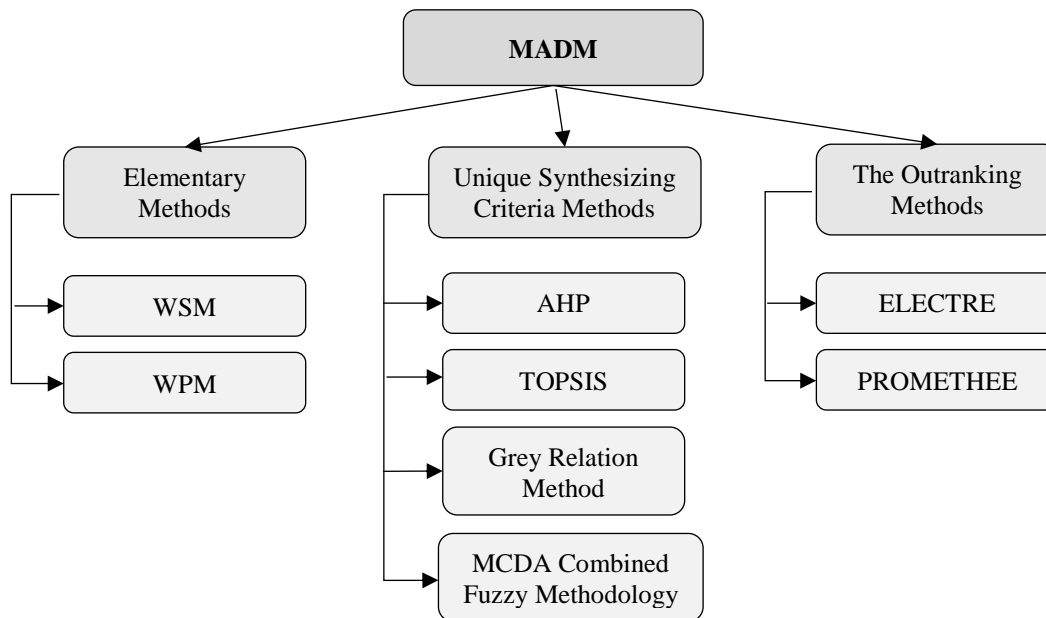 MADM
Elementary
Methods
Unique Synthesizing
Criteria Methods
The Outranking
Methods
WSM
WPM
AHP
TOPSIS
Grey Relation
Method
MCDA Combined
Fuzzy Methodology
ELECTRE
PROMETHEE